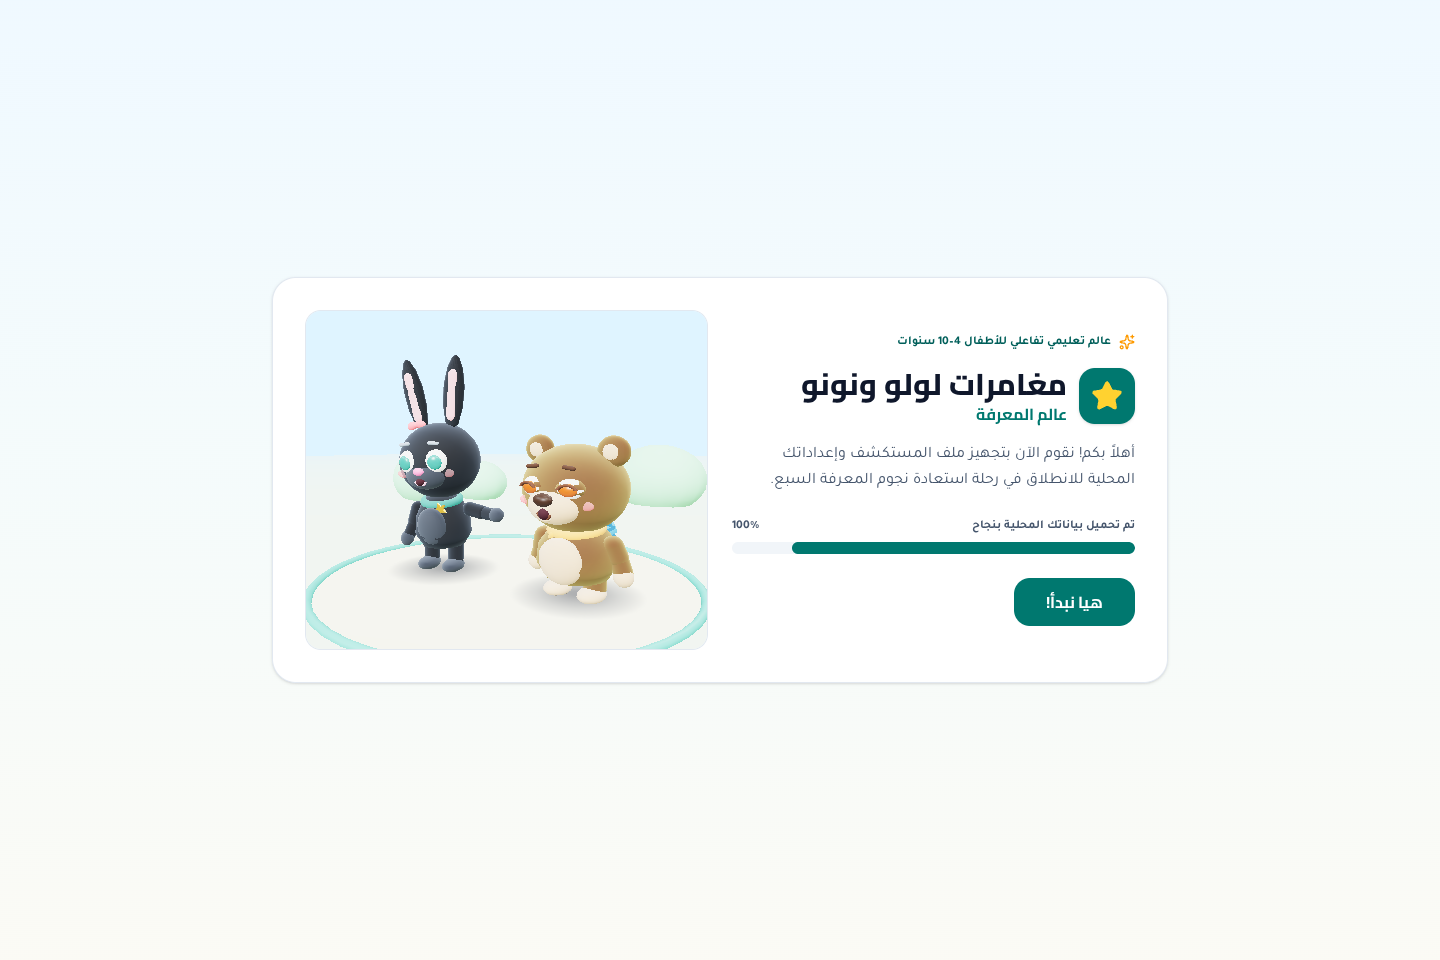 عالم تعليمي تفاعلي للأطفال 4-10 سنوات
مغامرات لولو ونونو
عالم المعرفة
أهلاً بكم! نقوم الآن بتجهيز ملف المستكشف وإعداداتك
المحلية للانطلاق في رحلة استعادة نجوم المعرفة السبع.
تم تحميل بياناتك المحلية بنجاح
100%
هيا نبدأ!